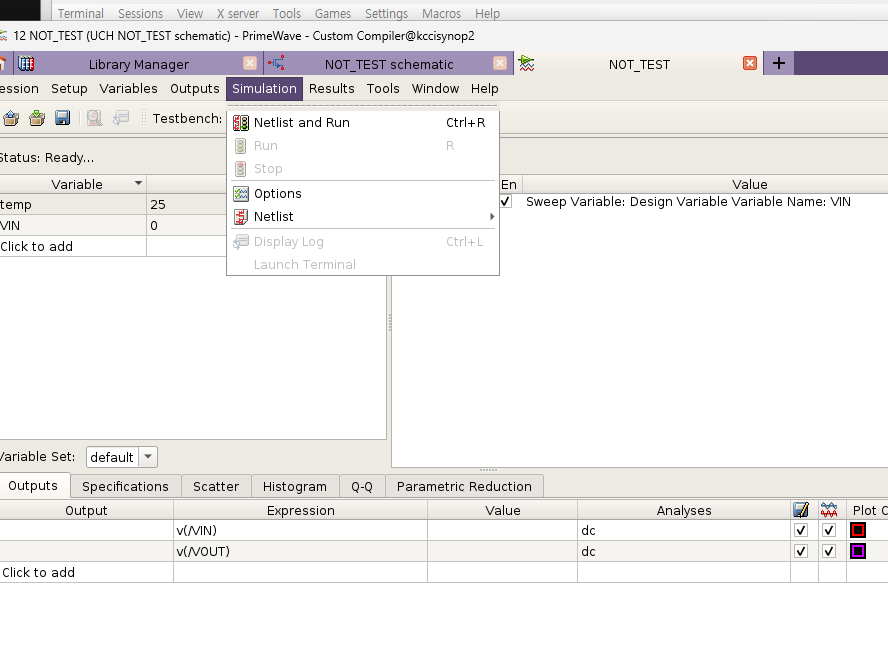 Terminal Sessions View X server Tools Games Settings Macros Help
12 NOT_TEST (UCH NOT_TEST schematic) - PrimeWave - Custom Compiler@kccisynop2
Library Manager NOT_TEST schematic NOT_TEST +
ession Setup Variables Outputs Simulation Results Tools Window Help
Testbench:
Netlist and Run Ctrl+R
Run R
Stop
Options
Netlist
Display Log Ctrl+L
Launch Terminal
Status: Ready...
Variable
temp 25
VIN 0
Click to add
En Value
Sweep Variable: Design Variable Variable Name: VIN
Variable Set: default
Outputs Specifications Scatter Histogram Q-Q Parametric Reduction
Output Expression Value Analyses Plot C
v(/VIN) dc
v(/VOUT) dc
Click to add